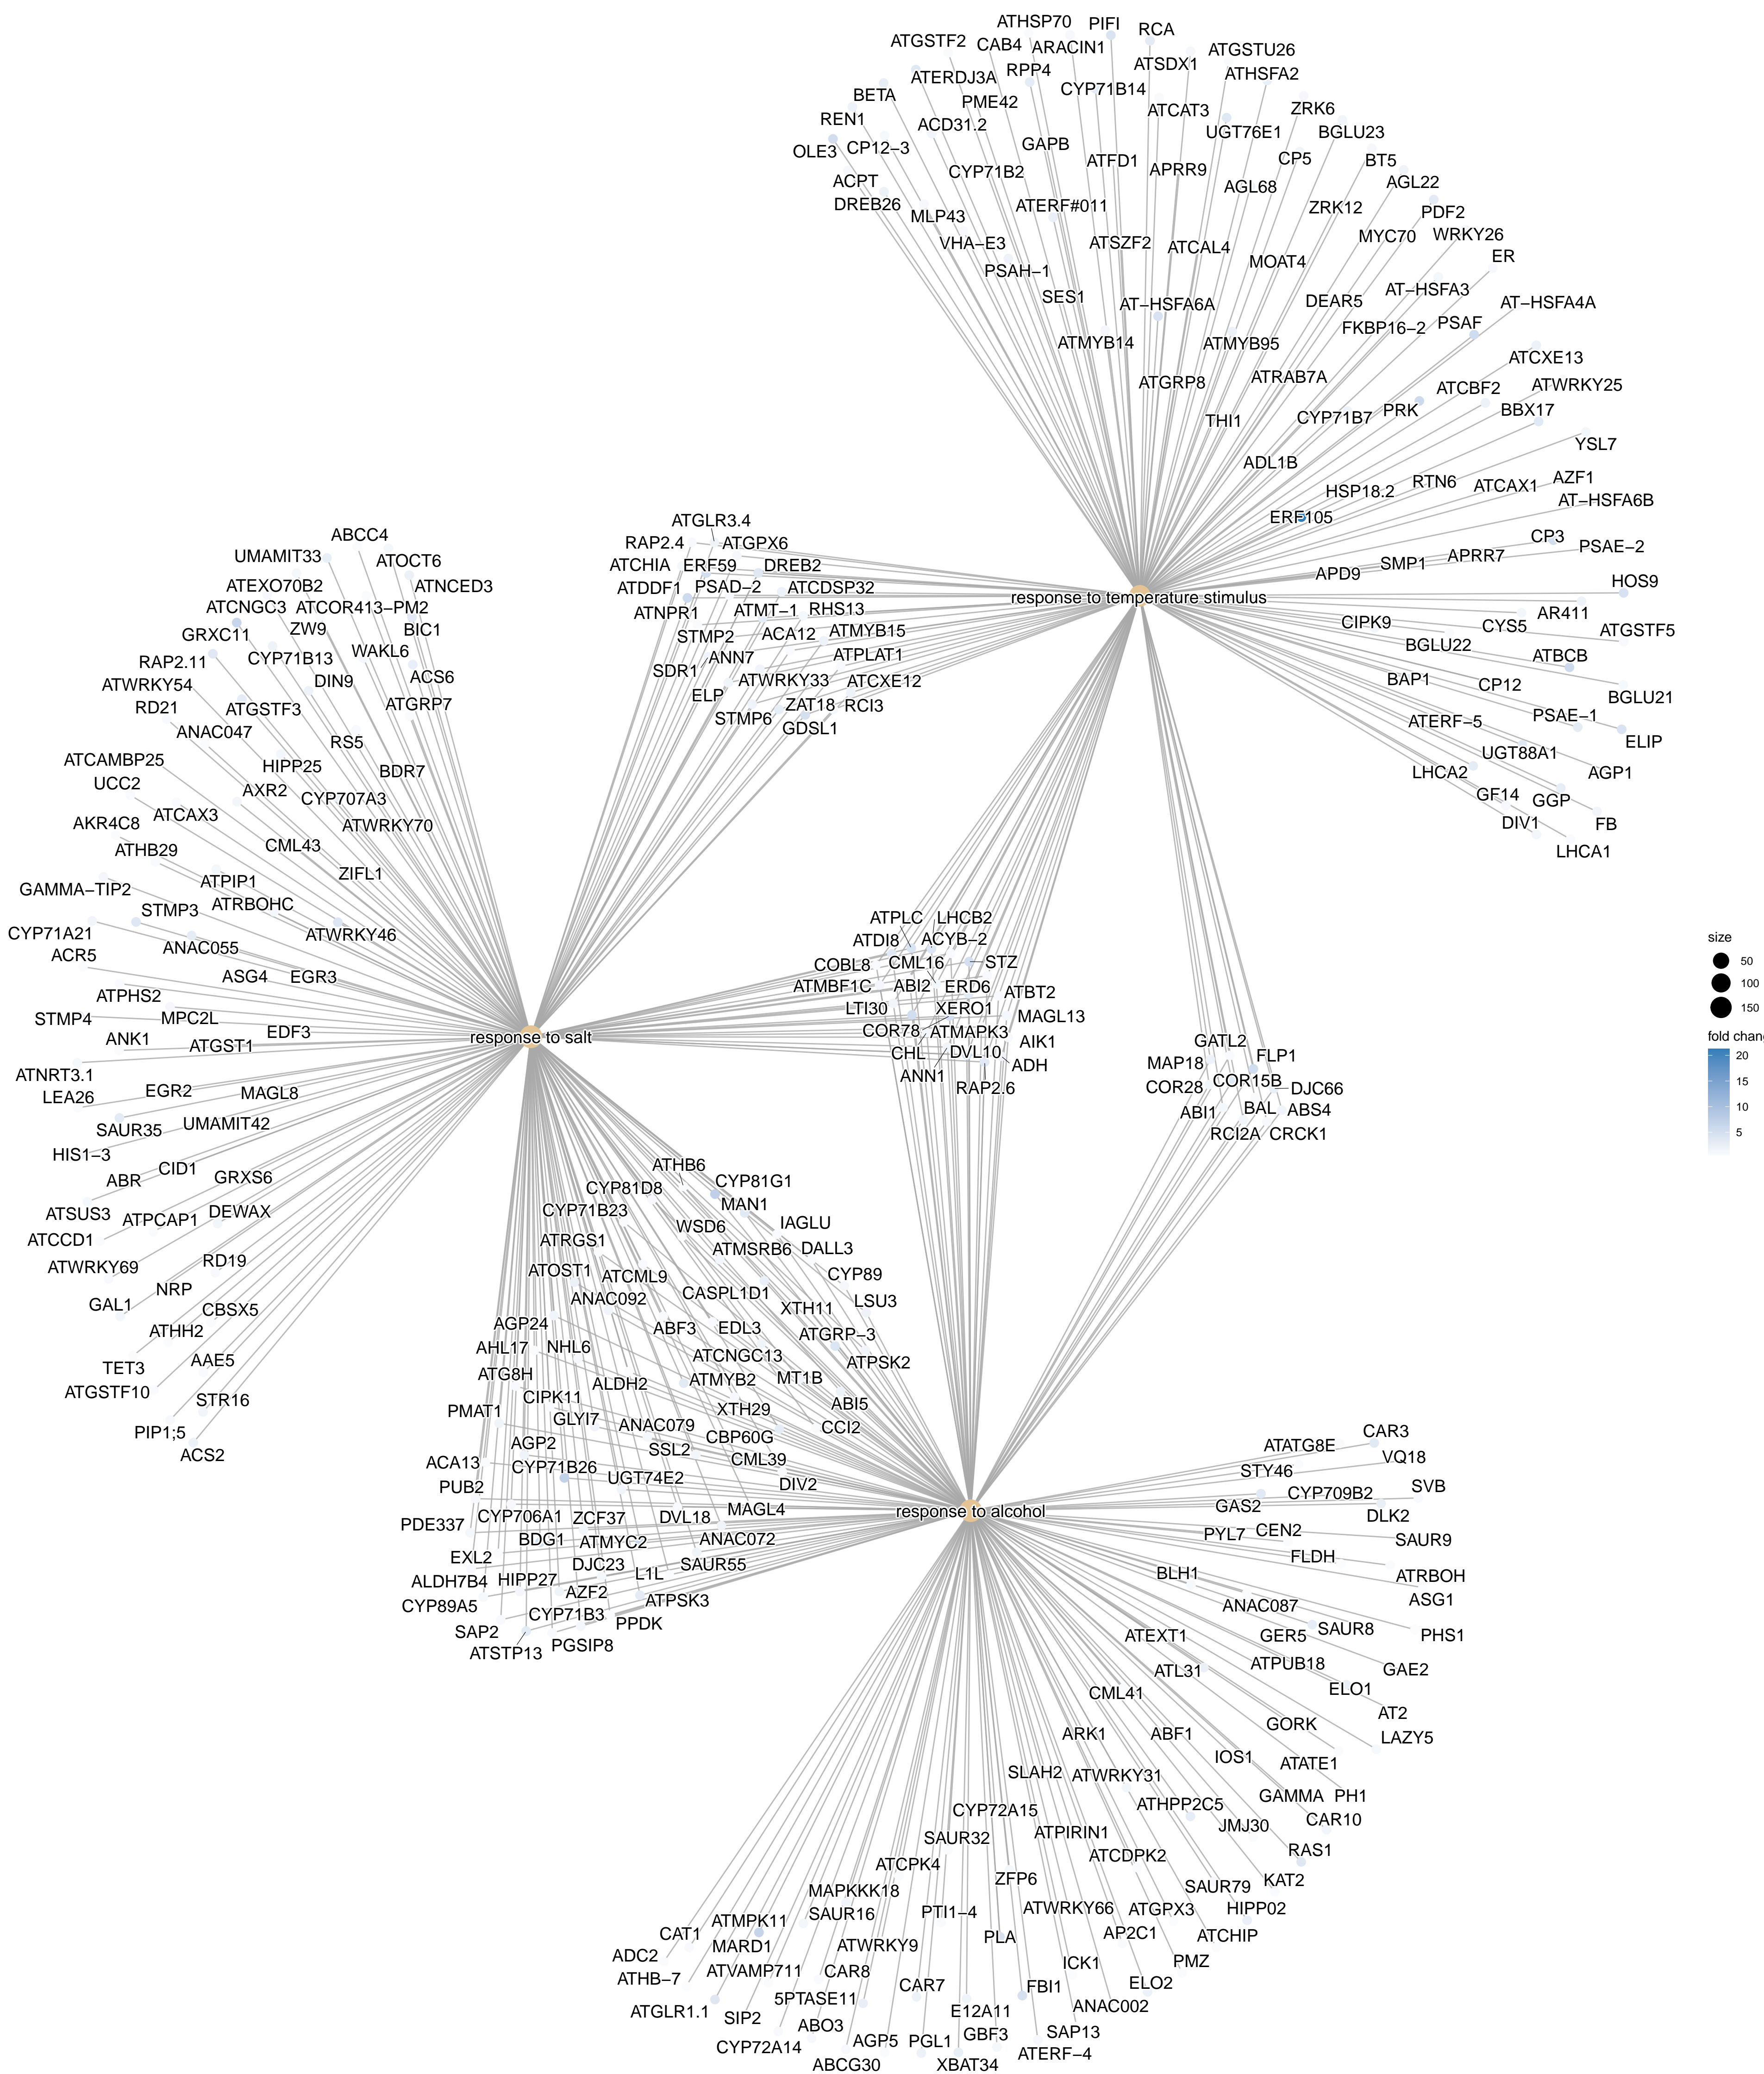 ATHSP70
PIFI
RCA
ATGSTF2
CAB4
ARACIN1
ATGSTU26
ATERDJ3A
RPP4
ATSDX1
ATHSFA2
BETA
PME42
CYP71B14
REN1
ACD31.2
ATCAT3
ZRK6
OLE3
CP12−3
GAPB
UGT76E1
BGLU23
CYP71B2
ATFD1
APRR9
CP5
BT5
ACPT
AGL68
AGL22
DREB26
MLP43
ATERF#011
ZRK12
PDF2
VHA−E3
ATSZF2
ATCAL4
MYC70
WRKY26
PSAH−1
MOAT4
ER
SES1
AT−HSFA6A
DEAR5
AT−HSFA3
AT−HSFA4A
ATMYB14
ATMYB95
FKBP16−2
PSAF
ATGRP8
ATRAB7A
ATCXE13
THI1
CYP71B7
PRK
ATCBF2
ATWRKY25
BBX17
ADL1B
YSL7
HSP18.2
RTN6
ATCAX1
AZF1
ERF105
AT−HSFA6B
CP3
PSAE−2
APD9
SMP1
APRR7
HOS9
response to temperature stimulus
CIPK9
CYS5
AR411
ATGSTF5
BGLU22
ATBCB
BAP1
CP12
BGLU21
ATERF−5
PSAE−1
ELIP
UGT88A1
LHCA2
AGP1
GF14
GGP
DIV1
FB
LHCA1
ATGLR3.4
RAP2.4
ATGPX6
ATCHIA
ERF59
DREB2
ATDDF1
PSAD−2
ATCDSP32
ATNPR1
ATMT−1
RHS13
STMP2
ACA12
ATMYB15
SDR1
ANN7
ATPLAT1
ELP
ATWRKY33
ATCXE12
STMP6
ZAT18
RCI3
GDSL1
ABCC4
UMAMIT33
ATOCT6
ATEXO70B2
ATNCED3
ATCNGC3
ATCOR413−PM2
GRXC11
ZW9
BIC1
RAP2.11
CYP71B13
WAKL6
ATWRKY54
DIN9
ACS6
RD21
ATGSTF3
ATGRP7
ANAC047
RS5
ATCAMBP25
HIPP25
BDR7
UCC2
AXR2
CYP707A3
AKR4C8
ATCAX3
ATWRKY70
ATHB29
CML43
GAMMA−TIP2
ATPIP1
ZIFL1
STMP3
ATRBOHC
CYP71A21
ANAC055
ATWRKY46
ACR5
ASG4
EGR3
ATPHS2
STMP4
MPC2L
EDF3
ANK1
ATGST1
response to salt
ATNRT3.1
LEA26
EGR2
MAGL8
SAUR35
UMAMIT42
HIS1−3
CID1
ABR
GRXS6
ATSUS3
ATPCAP1
DEWAX
ATCCD1
ATWRKY69
RD19
NRP
GAL1
CBSX5
ATHH2
TET3
AAE5
ATGSTF10
STR16
PIP1;5
ACS2
ATPLC
LHCB2
ATDI8
ACYB−2
COBL8
CML16
STZ
ATMBF1C
ABI2
ERD6
ATBT2
LTI30
XERO1
MAGL13
COR78
ATMAPK3
AIK1
CHL
DVL10
ADH
ANN1
RAP2.6
GATL2
MAP18
FLP1
COR28
COR15B
DJC66
ABI1
BAL
ABS4
RCI2A
CRCK1
size
50
100
150
fold chang
20
15
10
5
ATHB6
CYP81D8
CYP81G1
CYP71B23
MAN1
WSD6
IAGLU
ATRGS1
ATMSRB6
DALL3
ATOST1
ATCML9
CYP89
ANAC092
CASPL1D1
LSU3
AGP24
ABF3
EDL3
XTH11
AHL17
NHL6
ATGRP−3
ATG8H
ATCNGC13
ATPSK2
CIPK11
ALDH2
ATMYB2
MT1B
PMAT1
GLYI7
XTH29
ABI5
ANAC079
CBP60G
CCI2
AGP2
SSL2
CML39
ACA13
CYP71B26
UGT74E2
DIV2
PUB2
MAGL4
PDE337
CYP706A1
ZCF37
DVL18
BDG1
ATMYC2
ANAC072
EXL2
DJC23
L1L
SAUR55
ALDH7B4
HIPP27
AZF2
ATPSK3
CYP89A5
CYP71B3
PPDK
SAP2
PGSIP8
ATSTP13
response to alcohol
CAR3
ATATG8E
VQ18
STY46
SVB
GAS2
CYP709B2
DLK2
PYL7
CEN2
SAUR9
FLDH
BLH1
ATRBOH
ASG1
ANAC087
SAUR8
ATEXT1
GER5
PHS1
ATL31
ATPUB18
GAE2
CML41
ELO1
AT2
ARK1
ABF1
GORK
LAZY5
IOS1
ATATE1
SLAH2
ATWRKY31
GAMMA
PH1
CYP72A15
ATHPP2C5
CAR10
SAUR32
ATPIRIN1
JMJ30
RAS1
ATCPK4
ATCDPK2
ZFP6
KAT2
MAPKKK18
SAUR79
SAUR16
PTI1−4
ATWRKY66
ATGPX3
HIPP02
CAT1
ATMPK11
PLA
AP2C1
ATCHIP
ADC2
MARD1
ATWRKY9
PMZ
ATHB−7
ATVAMP711
CAR8
ICK1
ELO2
5PTASE11
CAR7
FBI1
ATGLR1.1
SIP2
E12A11
ANAC002
ABO3
GBF3
SAP13
CYP72A14
AGP5
PGL1
ATERF−4
ABCG30
XBAT34